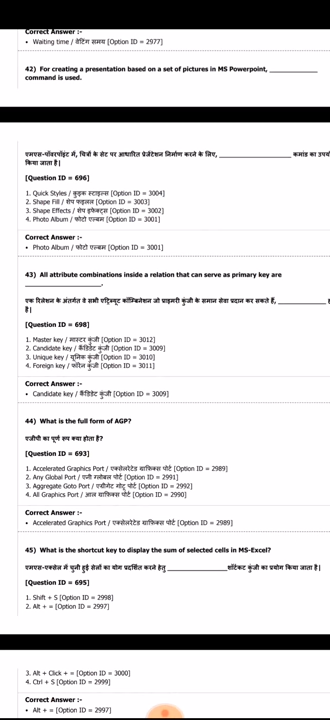 Correct Answer :-
• Waiting time / वेटिंग समय [Option ID = 2977]
42) For creating a presentation based on a set of pictures in MS Powerpoint, ____________
command is used.
एमएस-पॉवरपॉइंट में, चित्रों के सेट पर आधारित प्रेजेंटेशन निर्माण करने के लिए, __________________ कमांड का उपयो
किया जाता है|
[Question ID = 696]
1. Quick Styles / कुइक स्टाइल्स [Option ID = 3004]
2. Shape Fill / शेप फइलल [Option ID = 3003]
3. Shape Effects / शेप इफेक्ट्स [Option ID = 3002]
4. Photo Album / फोटो एल्बम [Option ID = 3001]
Correct Answer :-
• Photo Album / फोटो एल्बम [Option ID = 3001]
43) All attribute combinations inside a relation that can serve as primary key are
___________________.
एक रिलेशन के अंतर्गत वे सभी एट्रिब्यूट कॉम्बिनेशन जो प्राइमरी कुंजी के समान सेवा प्रदान कर सकते हैं, ____________
है|
[Question ID = 698]
1. Master key / मास्टर कुंजी [Option ID = 3012]
2. Candidate key / कैंडिडेट कुंजी [Option ID = 3009]
3. Unique key / यूनिक कुंजी [Option ID = 3010]
4. Foreign key / फॉरेन कुंजी [Option ID = 3011]
Correct Answer :-
• Candidate key / कैंडिडेट कुंजी [Option ID = 3009]
44) What is the full form of AGP?
एजीपी का पूर्ण रुप क्या होता है?
[Question ID = 693]
1. Accelerated Graphics Port / एक्सेलरेटेड ग्राफिक्स पोर्ट [Option ID = 2989]
2. Any Global Port / एनी ग्लोबल पोर्ट [Option ID = 2991]
3. Aggregate Goto Port / एग्रीगेट गोटू पोर्ट [Option ID = 2992]
4. All Graphics Port / आल ग्राफिक्स पोर्ट [Option ID = 2990]
Correct Answer :-
• Accelerated Graphics Port / एक्सेलरेटेड ग्राफिक्स पोर्ट [Option ID = 2989]
45) What is the shortcut key to display the sum of selected cells in MS-Excel?
एमएस-एक्सेल में चुनी हुई सेलों का योग प्रदर्शित करने हेतु _______________शॉर्टकट कुंजी का प्रयोग किया जाता है|
[Question ID = 695]
1. Shift + S [Option ID = 2998]
2. Alt + = [Option ID = 2997]
3. Alt + Click + = [Option ID = 3000]
4. Ctrl + S [Option ID = 2999]
Correct Answer :-
• Alt + = [Option ID = 2997]